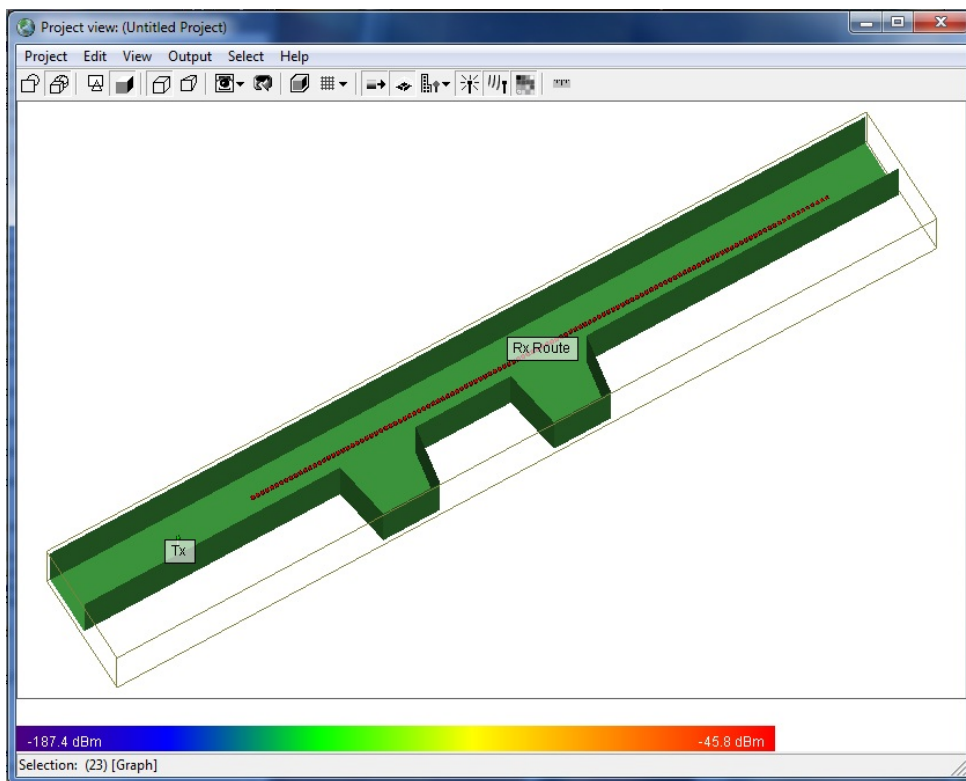 Project view: (Untitled Project)
Project Edit View Output Select Help
Rx Route
Tx
-187.4 dBm -45.8 dBm
Selection: (23) [Graph]